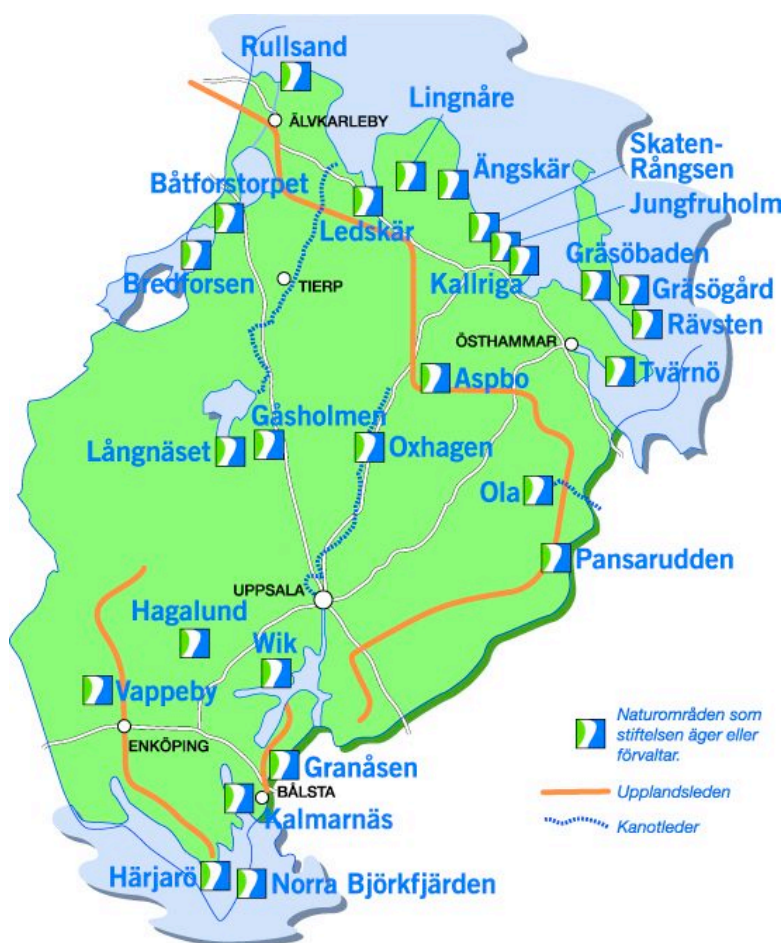 Rullsand
Lingnåre
ÄLVKARLEBY
Skaten-
Rångsen
Båtforstorpet
Ängskär
Jungfruholm
Ledskär
Gräsöbaden
Bredforsen
TIERP
Kallriga
Gräsögård
Rävsten
ÖSTHAMMAR
Aspbo
Tvärnö
Gåsholmen
Långnäset
Oxhagen
Ola
Pansarudden
UPPSALA
Hagalund
Wik
Vappeby
Naturområden som
stiftelsen äger eller
förvaltar.
ENKÖPING
Granåsen
BÅLSTA
Upplandsleden
Kalmarnäs
Kanotleder
Härjarö
Norra Björkfjärden